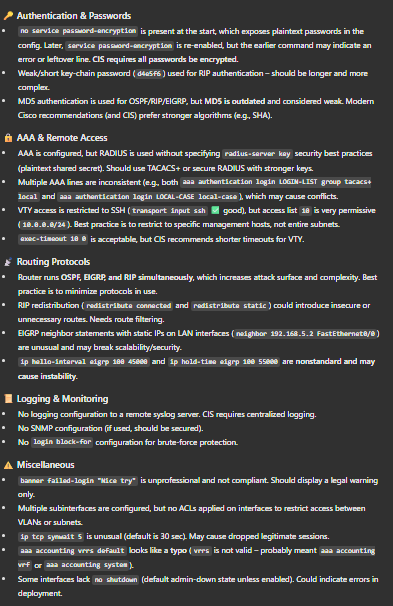 🔑 Authentication & Passwords
• no service password-encryption is present at the start, which exposes plaintext passwords in the
config. Later, service password-encryption is re-enabled, but the earlier command may indicate an
error or leftover line. CIS requires all passwords be encrypted.
• Weak/short key-chain password (d4e5f6) used for RIP authentication – should be longer and more
complex.
• MD5 authentication is used for OSPF/RIP/EIGRP, but MD5 is outdated and considered weak. Modern
Cisco recommendations (and CIS) prefer stronger algorithms (e.g., SHA).
🔒 AAA & Remote Access
• AAA is configured, but RADIUS is used without specifying radius-server key security best practices
(plaintext shared secret). Should use TACACS+ or secure RADIUS with stronger keys.
• Multiple AAA lines are inconsistent (e.g., both aaa authentication login LOGIN-LIST group tacacs+
local and aaa authentication login LOCAL-CASE local-case), which may cause conflicts.
• VTY access is restricted to SSH (transport input ssh ✅ good), but access list 10 is very permissive
(10.0.0.0/24). Best practice is to restrict to specific management hosts, not entire subnets.
• exec-timeout 10 0 is acceptable, but CIS recommends shorter timeouts for VTY.
📡 Routing Protocols
• Router runs OSPF, EIGRP, and RIP simultaneously, which increases attack surface and complexity. Best
practice is to minimize protocols in use.
• RIP redistribution (redistribute connected and redistribute static) could introduce insecure or
unnecessary routes. Needs route filtering.
• EIGRP neighbor statements with static IPs on LAN interfaces (neighbor 192.168.5.2 FastEthernet0/0)
are unusual and may break scalability/security.
• ip hello-interval eigrp 100 45000 and ip hold-time eigrp 100 55000 are nonstandard and may
cause instability.
📜 Logging & Monitoring
• No logging configuration to a remote syslog server. CIS requires centralized logging.
• No SNMP configuration (if used, should be secured).
• No login block-for configuration for brute-force protection.
⚠️ Miscellaneous
• banner failed-login "Nice try" is unprofessional and not compliant. Should display a legal warning
only.
• Multiple subinterfaces are configured, but no ACLs applied on interfaces to restrict access between
VLANs or subnets.
• ip tcp synwait 5 is unusual (default is 30 sec). May cause dropped legitimate sessions.
• aaa accounting vrrs default looks like a typo (vrrs is not valid – probably meant aaa accounting
vrf or aaa accounting system).
• Some interfaces lack no shutdown (default admin-down state unless enabled). Could indicate errors in
deployment.